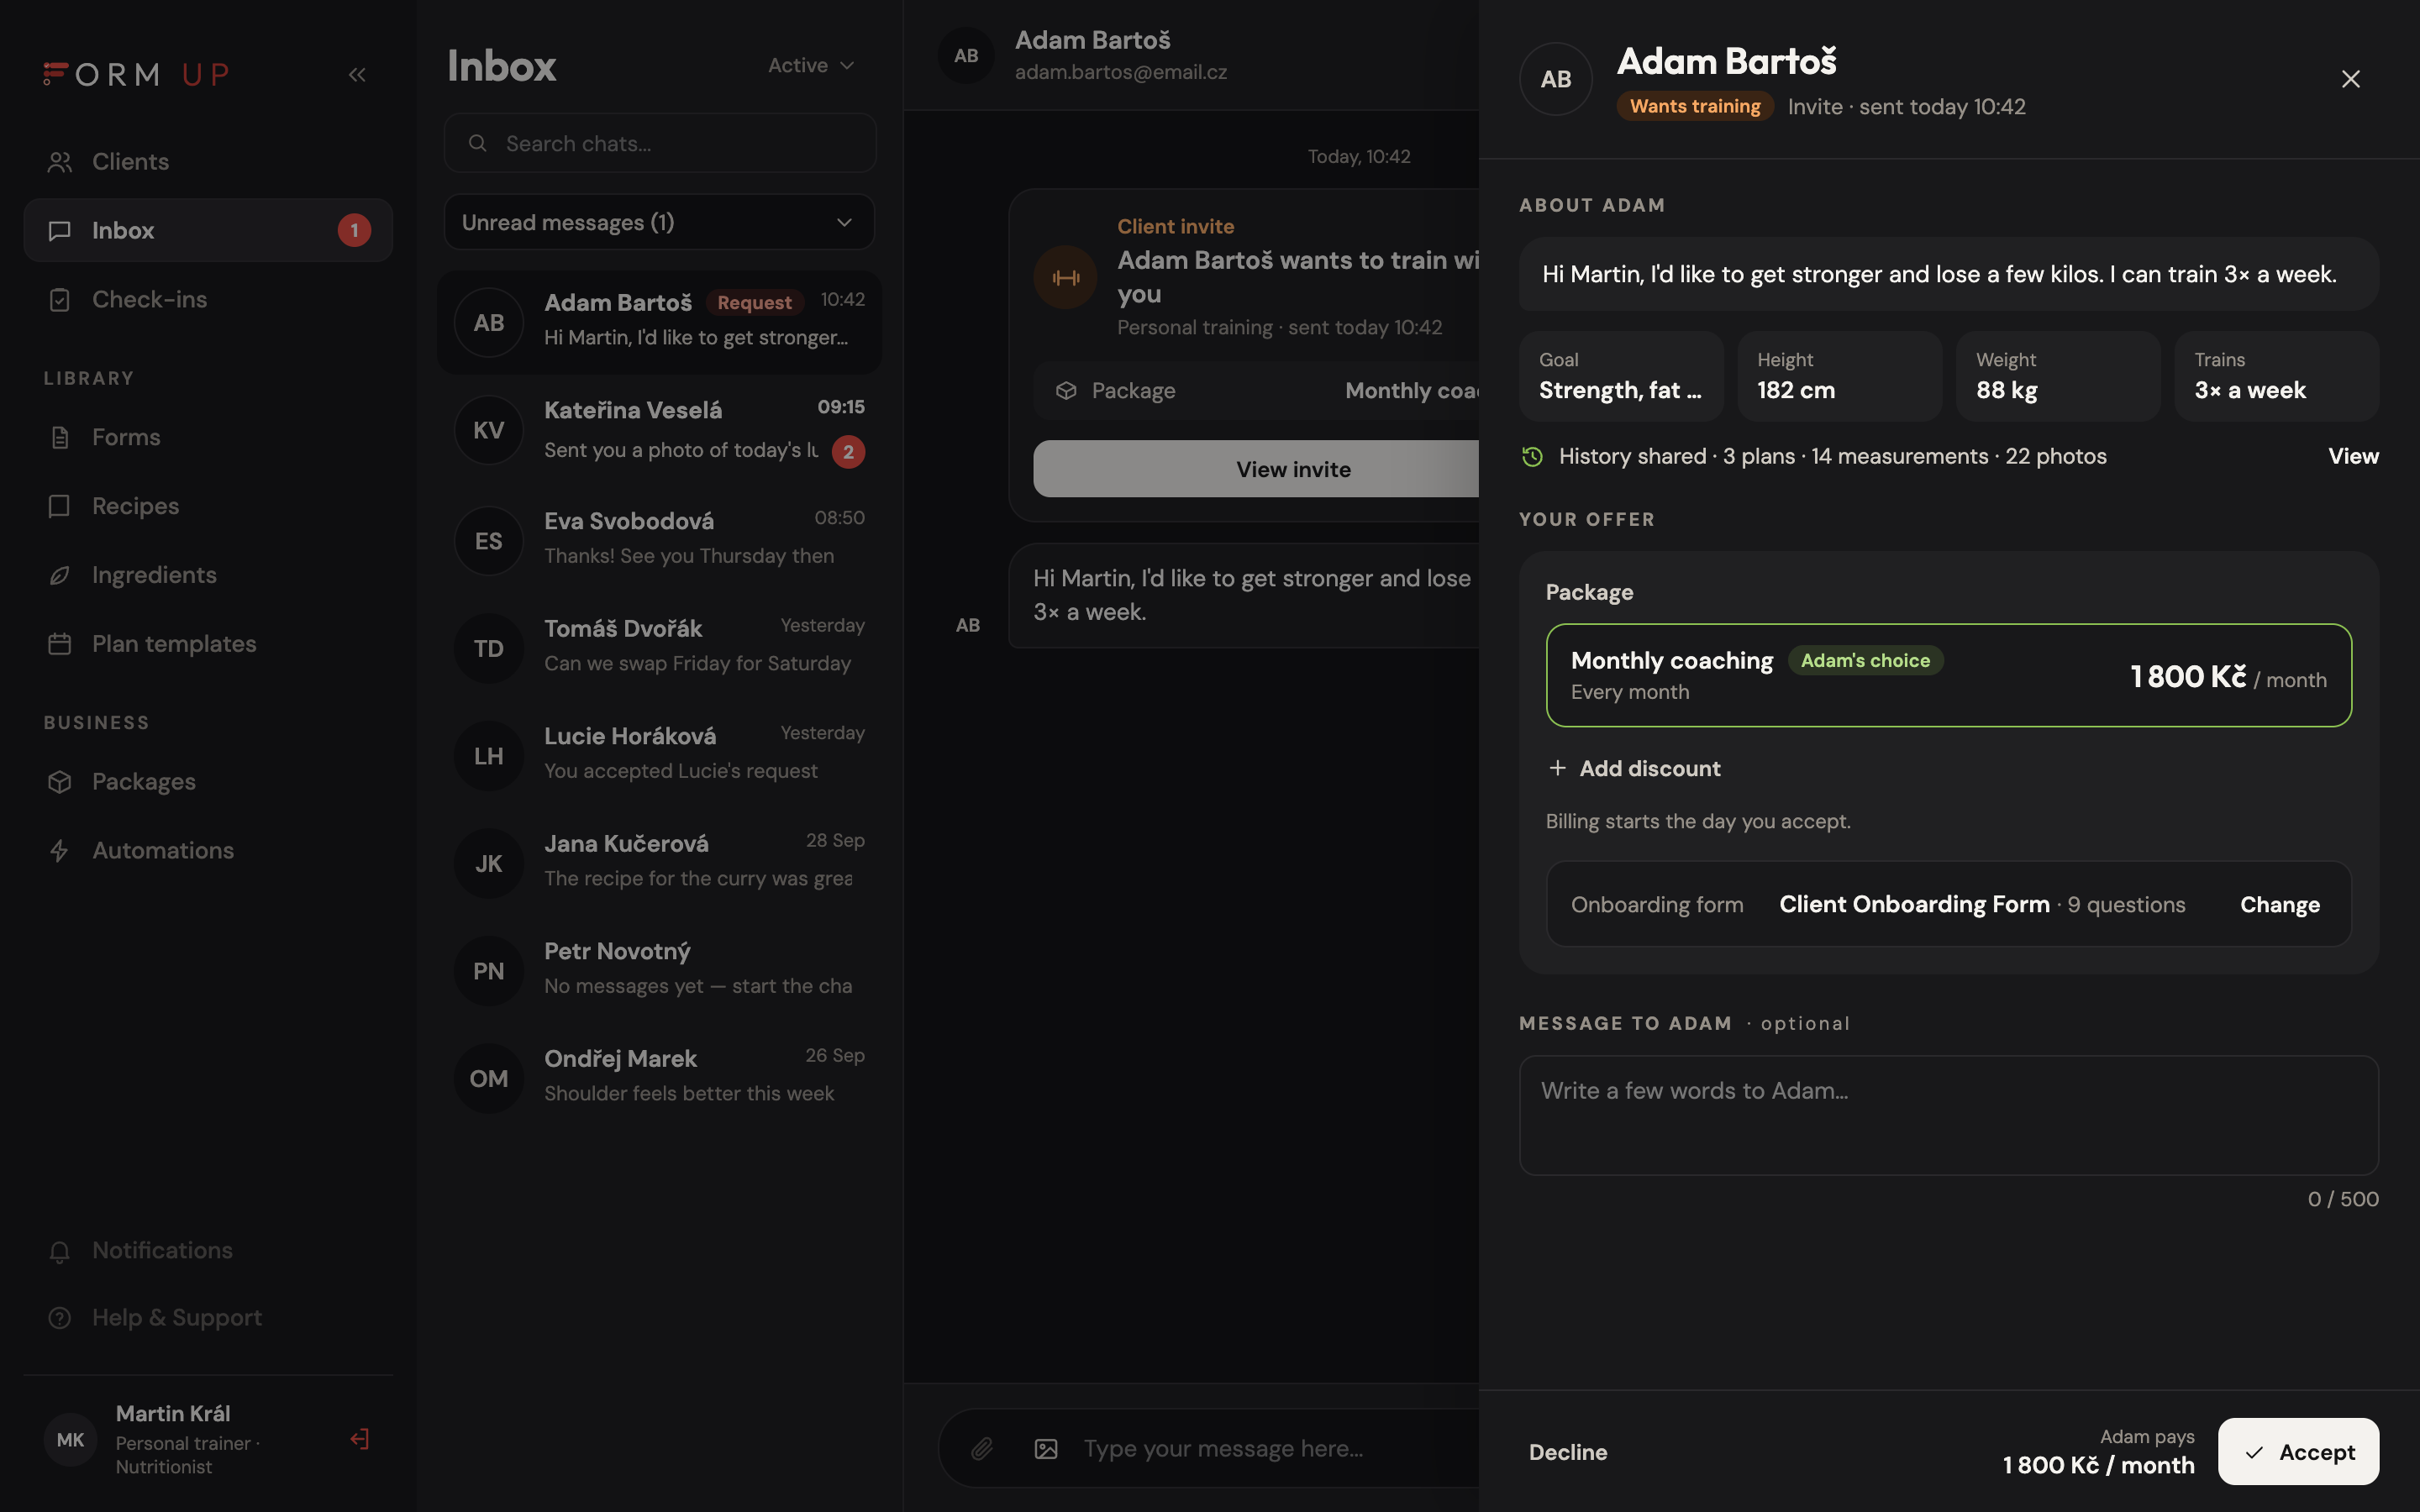 FORM UP
Clients
Inbox
1
Check-ins
LIBRARY
Forms
Recipes
Ingredients
Plan templates
BUSINESS
Packages
Automations
Notifications
Help & Support
MK
Martin Král
Personal trainer ·
Nutritionist
Inbox
Active
Search chats...
Unread messages (1)
AB
Adam Bartoš
Request
10:42
Hi Martin, I'd like to get stronger...
KV
Kateřina Veselá
09:15
Sent you a photo of today's lu
2
ES
Eva Svobodová
08:50
Thanks! See you Thursday then
TD
Tomáš Dvořák
Yesterday
Can we swap Friday for Saturday
LH
Lucie Horáková
Yesterday
You accepted Lucie's request
JK
Jana Kučerová
28 Sep
The recipe for the curry was grea
PN
Petr Novotný
No messages yet — start the cha
OM
Ondřej Marek
26 Sep
Shoulder feels better this week
AB
Adam Bartoš
adam.bartos@email.cz
Today, 10:42
Client invite
Adam Bartoš wants to train wi
you
Personal training · sent today 10:42
Package
Monthly coac
View invite
Hi Martin, I'd like to get stronger and lose
3× a week.
AB
Type your message here...
AB
Adam Bartoš
Wants training
Invite · sent today 10:42
ABOUT ADAM
Hi Martin, I'd like to get stronger and lose a few kilos. I can train 3× a week.
Goal
Strength, fat ...
Height
182 cm
Weight
88 kg
Trains
3× a week
History shared · 3 plans · 14 measurements · 22 photos
View
YOUR OFFER
Package
Monthly coaching
Adam's choice
Every month
1 800 Kč / month
Add discount
Billing starts the day you accept.
Onboarding form
Client Onboarding Form · 9 questions
Change
MESSAGE TO ADAM · optional
Write a few words to Adam...
0 / 500
Decline
Adam pays
1 800 Kč / month
Accept